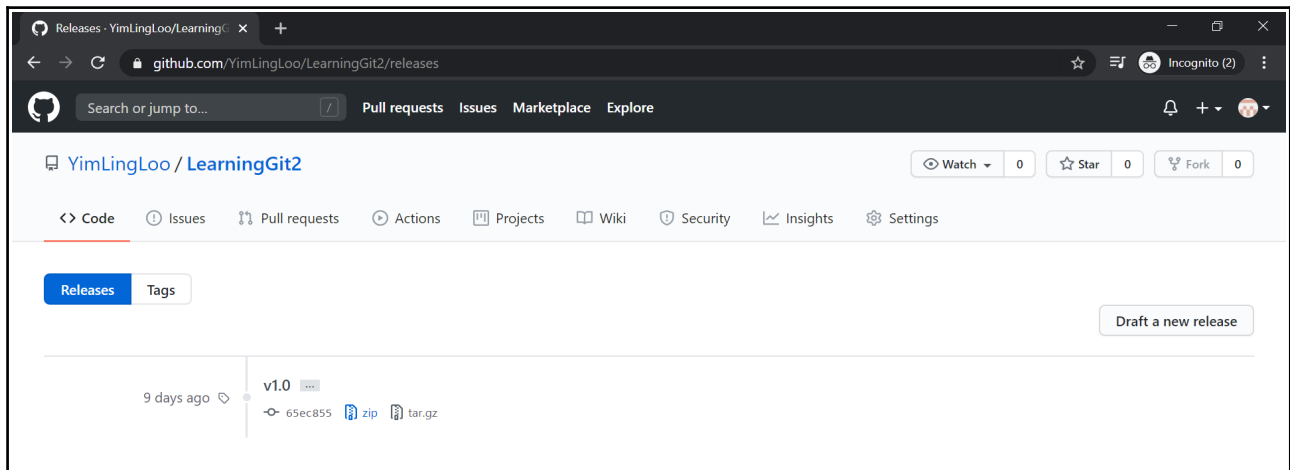 Releases · YimLingLoo/LearningG
github.com/YimLingLoo/LearningGit2/releases
Incognito (2)
Search or jump to...
/
Pull requests Issues Marketplace Explore
YimLingLoo / LearningGit2
Watch 0 Star 0 Fork 0
<> Code Issues Pull requests Actions Projects Wiki Security Insights Settings
Releases Tags
Draft a new release
9 days ago
v1.0 ...
65ec855 zip tar.gz